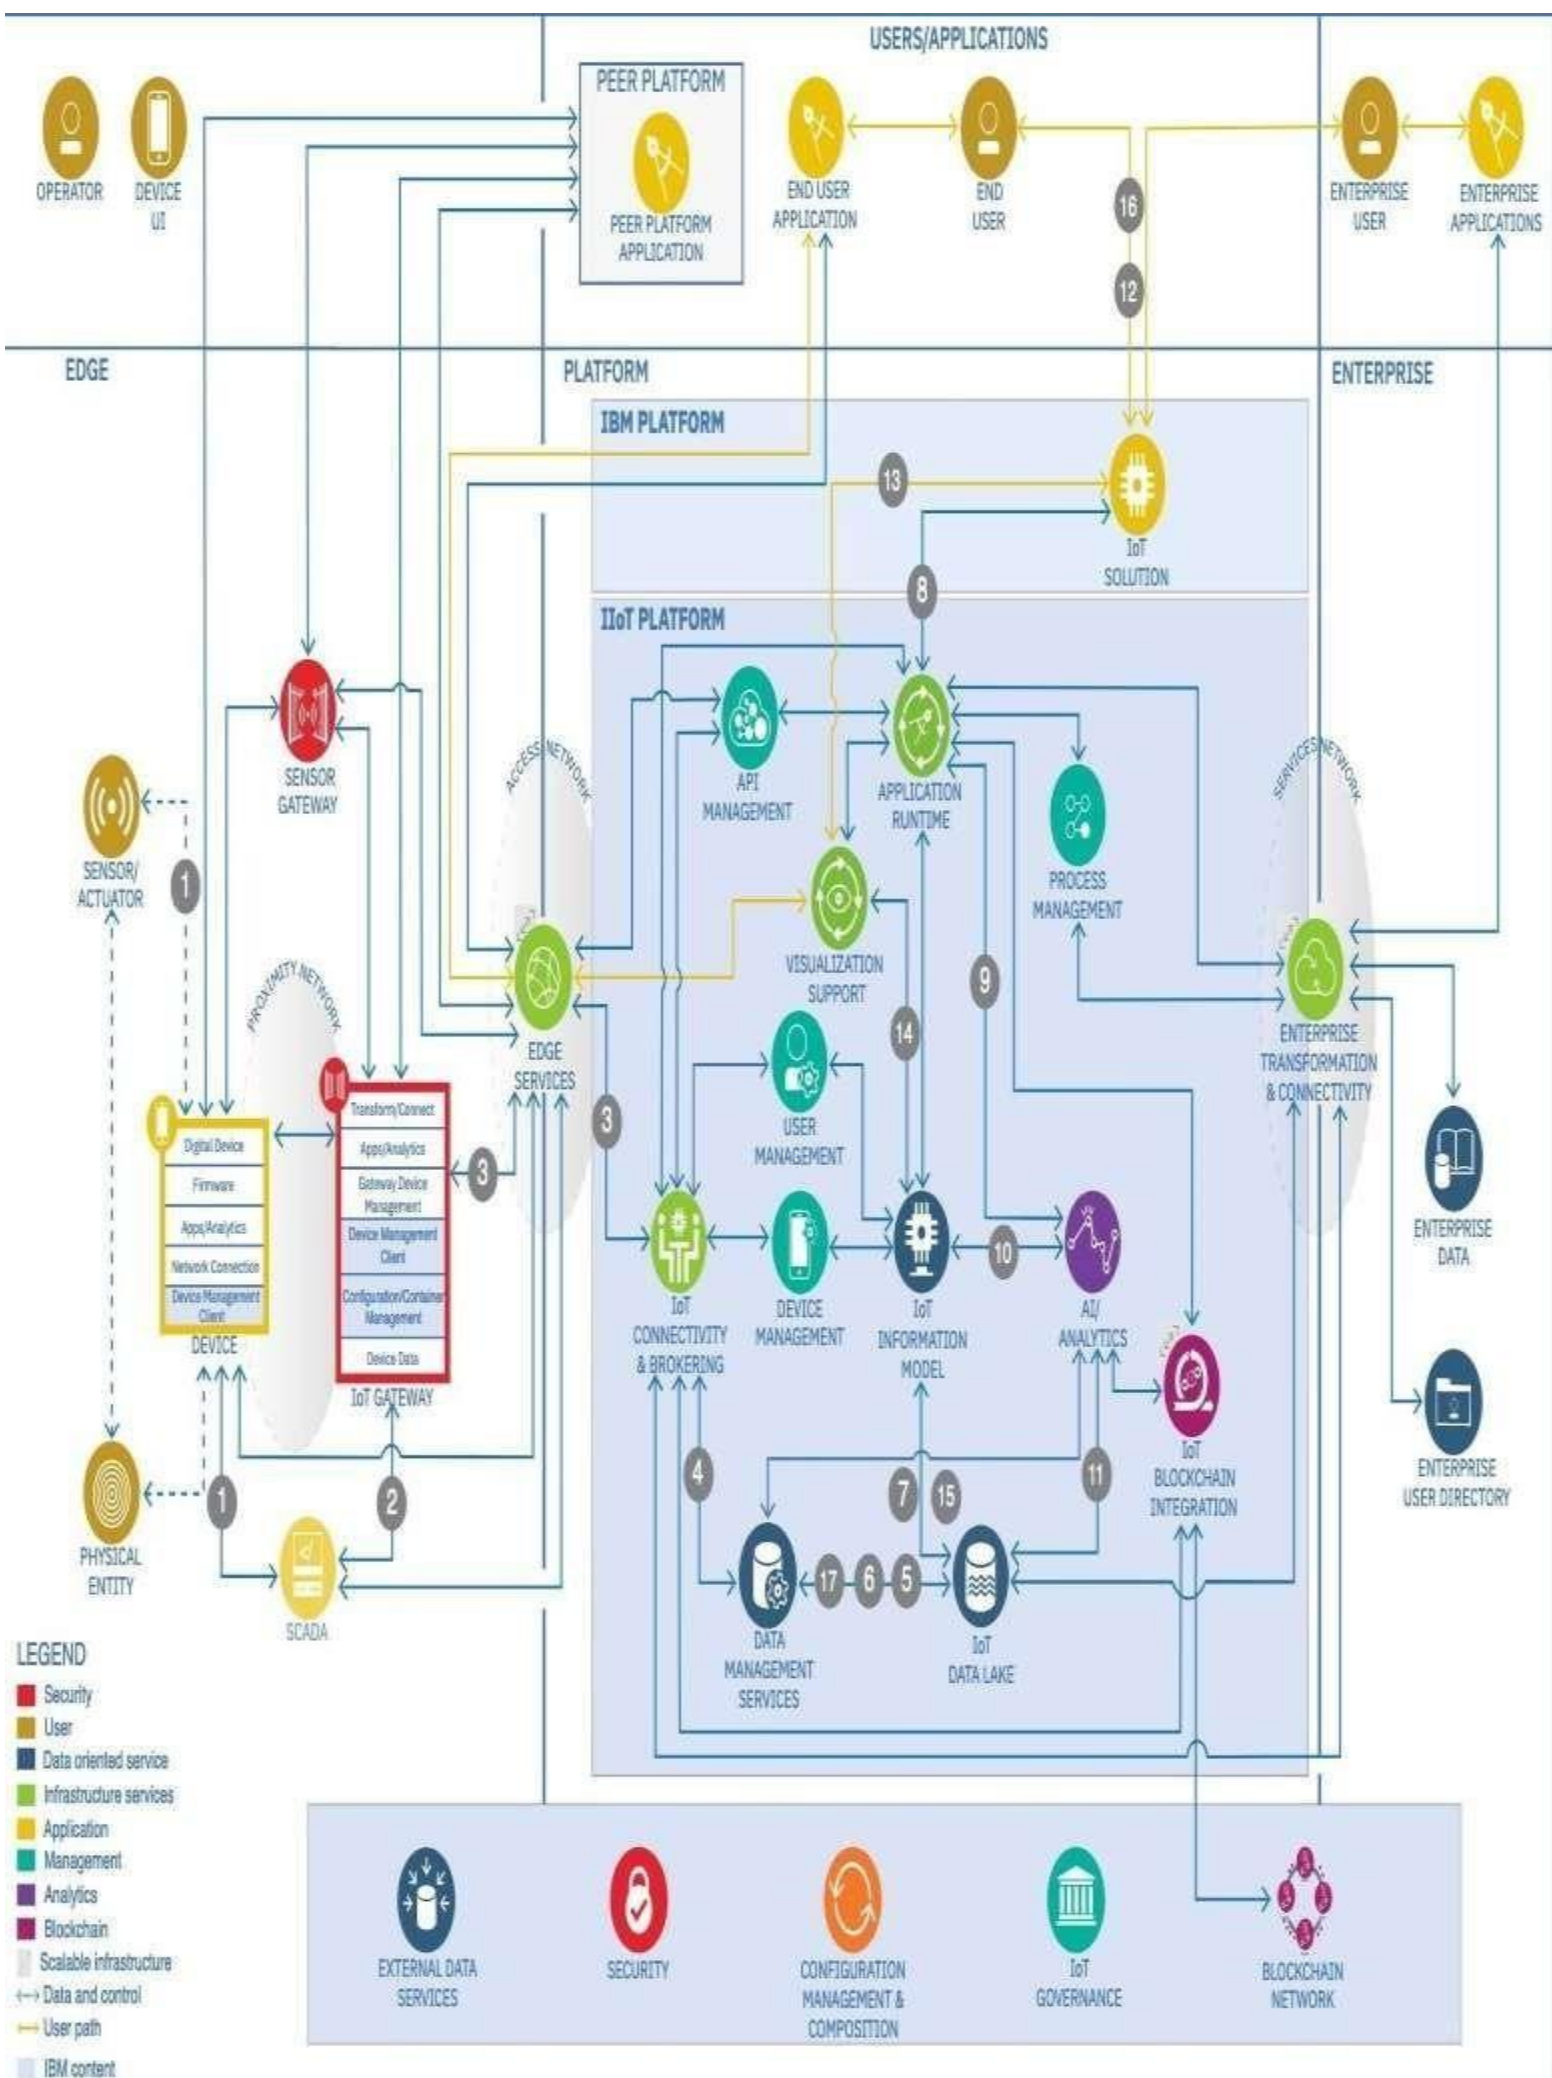 USERS/APPLICATIONS
PEER PLATFORM
OPERATOR
DEVICE
UI
PEER PLATFORM
APPLICATION
END USER
APPLICATION
END
USER
16
12
ENTERPRISE
USER
ENTERPRISE
APPLICATIONS
EDGE
PLATFORM
ENTERPRISE
IBM PLATFORM
13
IoT
SOLUTION
8
IIoT PLATFORM
SENSOR
GATEWAY
ACCESS NETWORK
API
MANAGEMENT
APPLICATION
RUNTIME
SERVICES NETWORK
SENSOR/
ACTUATOR
1
PROCESS
MANAGEMENT
VISUALIZATION
SUPPORT
9
14
PROXIMITY NETWORK
EDGE
SERVICES
ENTERPRISE
TRANSFORMATION
& CONNECTIVITY
USER
MANAGEMENT
3
3
Digital Device
Firmware
Apps/Analytics
Network Connection
Device Management
Client
DEVICE
Transform/Connect
Apps/Analytics
Gateway Device
Management
Device Management
Client
Configuration/Container
Management
Device Data
IoT GATEWAY
10
IoT
CONNECTIVITY
& BROKERING
DEVICE
MANAGEMENT
IoT
INFORMATION
MODEL
AI/
ANALYTICS
ENTERPRISE
DATA
IoT
BLOCKCHAIN
INTEGRATION
ENTERPRISE
USER DIRECTORY
4
7
15
11
1
2
PHYSICAL
ENTITY
SCADA
17
6
5
DATA
MANAGEMENT
SERVICES
IoT
DATA LAKE
LEGEND
Security
User
Data oriented service
Infrastructure services
Application
Management
Analytics
Blockchain
Scalable infrastructure
Data and control
User path
IBM content
EXTERNAL DATA
SERVICES
SECURITY
CONFIGURATION
MANAGEMENT &
COMPOSITION
IoT
GOVERNANCE
BLOCKCHAIN
NETWORK